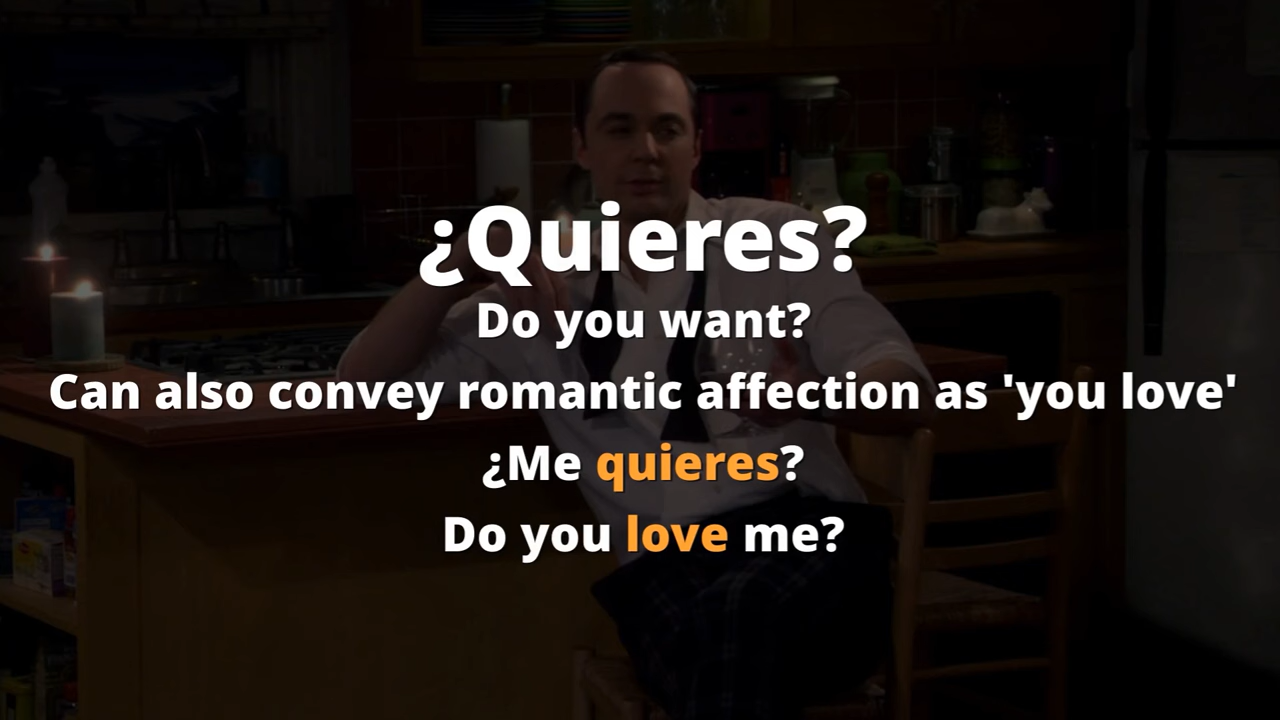 ¿Quieres?
Do you want?
Can also convey romantic affection as 'you love'
¿Me quieres?
Do you love me?